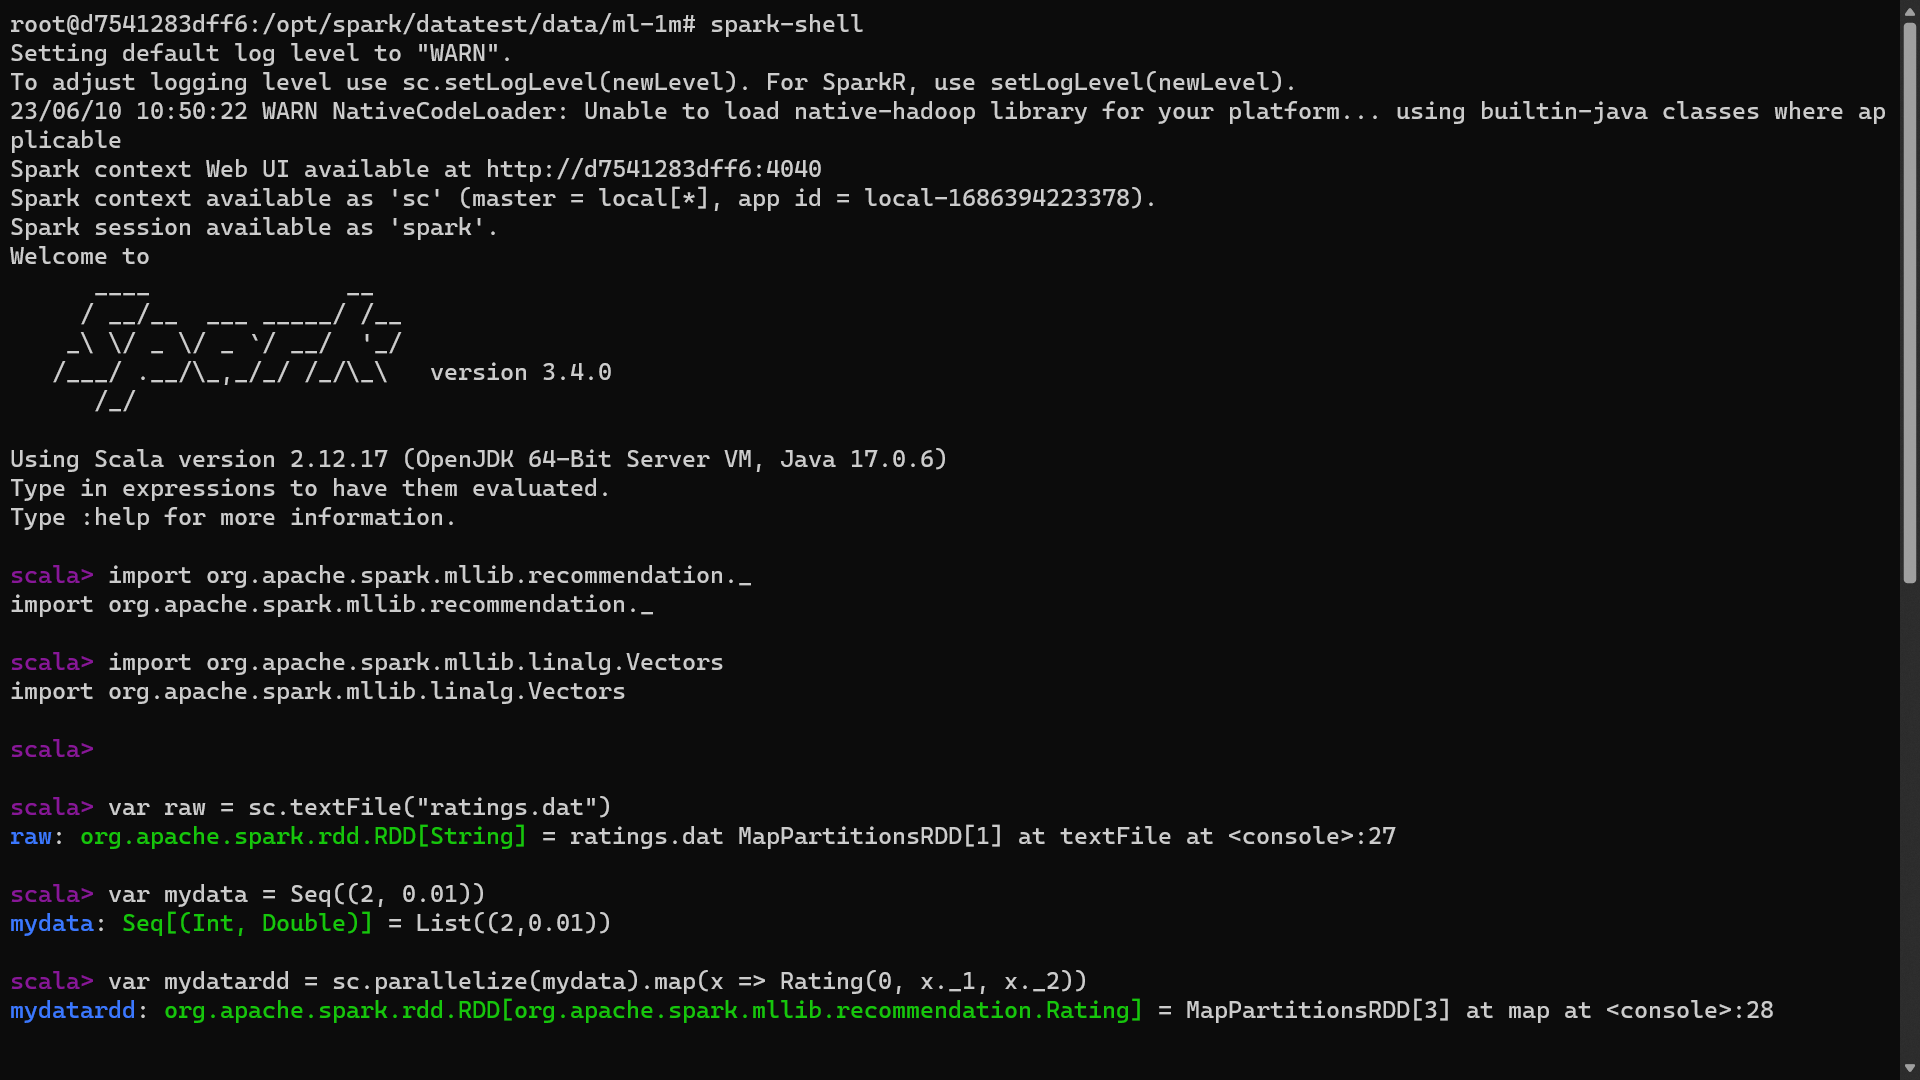 root@d7541283dff6:/opt/spark/datatest/data/ml-1m# spark-shell
Setting default log level to "WARN".
To adjust logging level use sc.setLogLevel(newLevel). For SparkR, use setLogLevel(newLevel).
23/06/10 10:50:22 WARN NativeCodeLoader: Unable to load native-hadoop library for your platform... using builtin-java classes where ap
plicable
Spark context Web UI available at http://d7541283dff6:4040
Spark context available as 'sc' (master = local[*], app id = local-1686394223378).
Spark session available as 'spark'.
Welcome to
      ____              __
     / __/__  ___ _____/ /__
    _\ \/ _ \/ _ `/ __/  '_/
   /___/ .__/\_,_/_/ /_/\_\   version 3.4.0
      /_/
Using Scala version 2.12.17 (OpenJDK 64-Bit Server VM, Java 17.0.6)
Type in expressions to have them evaluated.
Type :help for more information.
scala> import org.apache.spark.mllib.recommendation._
import org.apache.spark.mllib.recommendation._
scala> import org.apache.spark.mllib.linalg.Vectors
import org.apache.spark.mllib.linalg.Vectors
scala>
scala> var raw = sc.textFile("ratings.dat")
raw: org.apache.spark.rdd.RDD[String] = ratings.dat MapPartitionsRDD[1] at textFile at <console>:27
scala> var mydata = Seq((2, 0.01))
mydata: Seq[(Int, Double)] = List((2,0.01))
scala> var mydatardd = sc.parallelize(mydata).map(x => Rating(0, x._1, x._2))
mydatardd: org.apache.spark.rdd.RDD[org.apache.spark.mllib.recommendation.Rating] = MapPartitionsRDD[3] at map at <console>:28